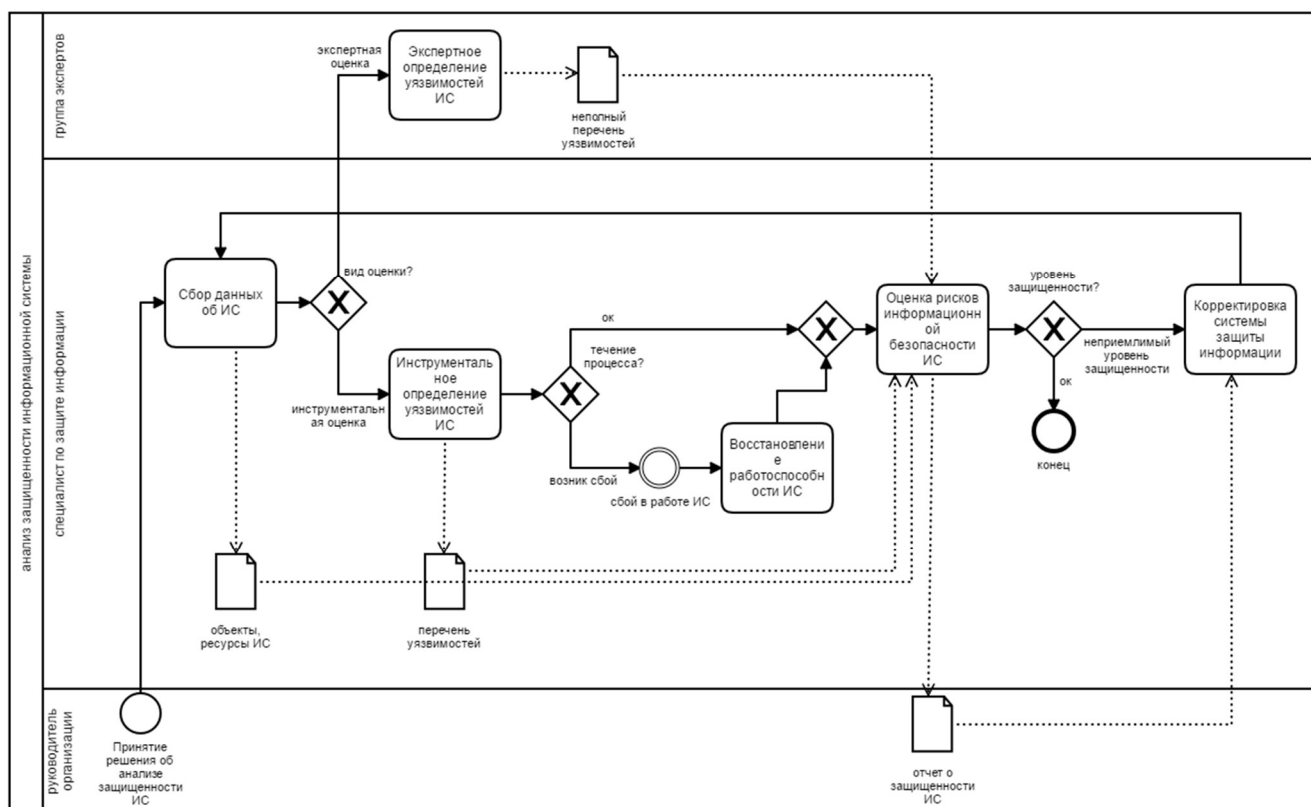 анализ защищенности информационной системы
группа экспертов
экспертная
оценка
Экспертное
определение
уязвимостей
ИС
неполный
перечень
уязвимостей
специалист по защите информации
Сбор данных
об ИС
вид оценки?
X
инструментальн
ая оценка
Инструменталь
ное
определение
уязвимостей
ИС
ок
течение
процесса?
X
возник сбой
сбой в работе ИС
Восстановлени
е
работоспособн
ости ИС
X
Оценка рисков
информационн
ой
безопасности
ИС
уровень
защищенности?
X
неприемлимый
уровень
защищенности
ок
конец
Корректировка
системы
защиты
информации
объекты,
ресурсы ИС
перечень
уязвимостей
руководитель
организации
Принятие
решения об
анализе
защищенности
ИС
отчет о
защищенности
ИС